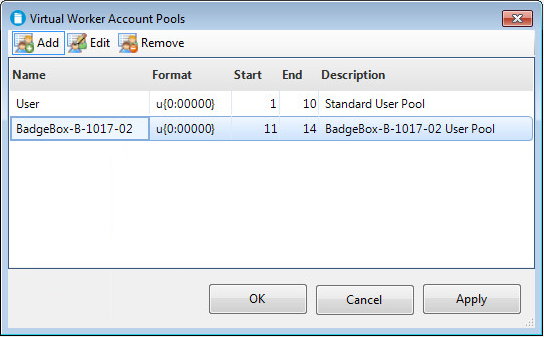 Virtual Worker Account Pools
Add Edit Remove
Name Format Start End Description
User u{0:00000} 1 10 Standard User Pool
BadgeBox-B-1017-02 u{0:00000} 11 14 BadgeBox-B-1017-02 User Pool
OK Cancel Apply